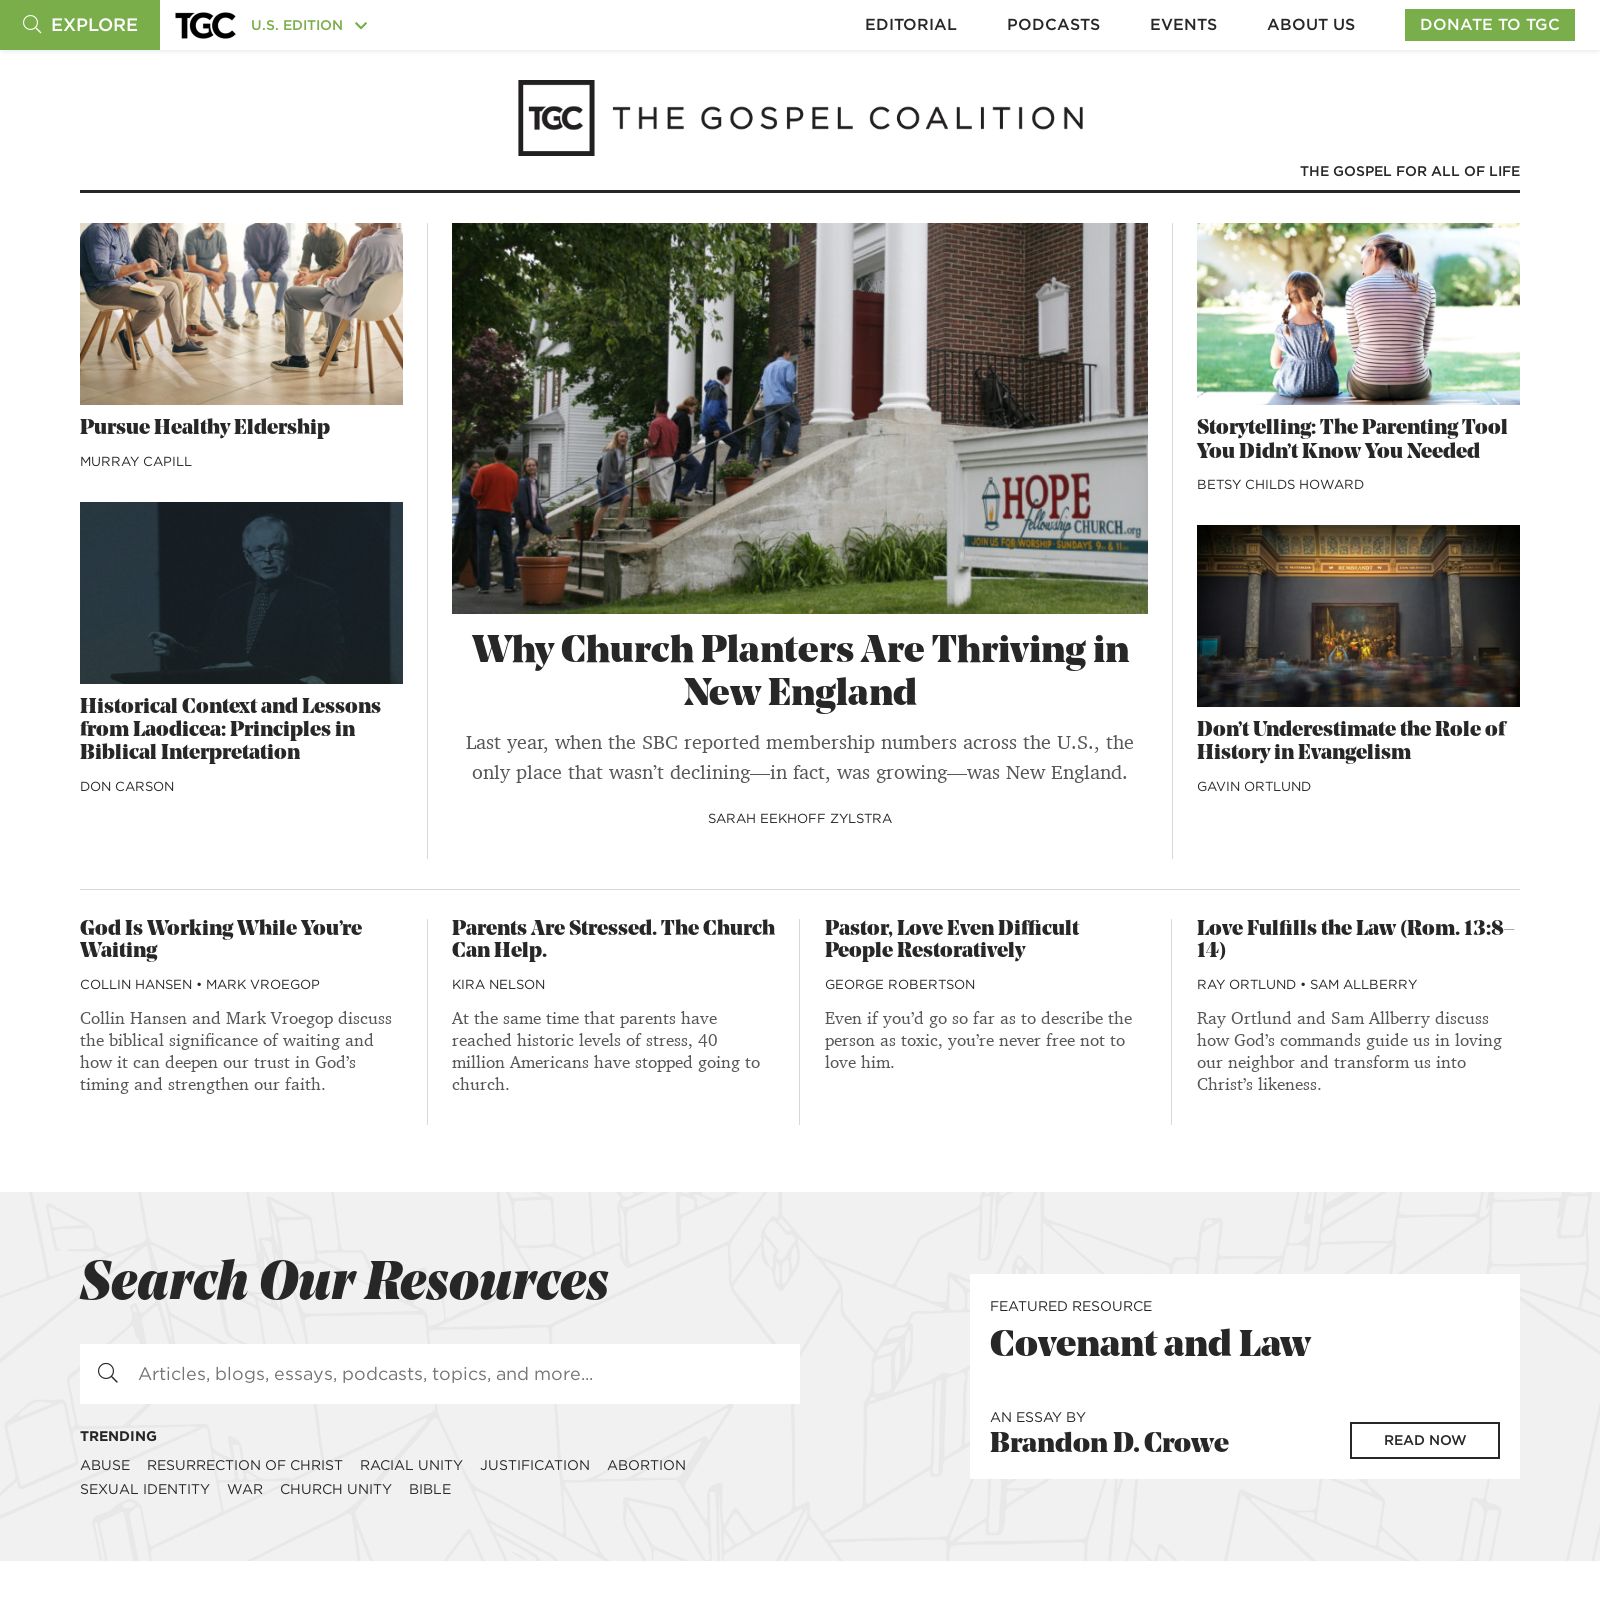 EXPLORE
TGC
U.S. EDITION
EDITORIAL
PODCASTS
EVENTS
ABOUT US
DONATE TO TGC
TGC THE GOSPEL COALITION
THE GOSPEL FOR ALL OF LIFE
Pursue Healthy Eldership
MURRAY CAPILL
Historical Context and Lessons
from Laodicea: Principles in
Biblical Interpretation
DON CARSON
HOPE
fellowship CHURCH.org
JOIN US FOR WORSHIP · SUNDAYS
Why Church Planters Are Thriving in
New England
Last year, when the SBC reported membership numbers across the U.S., the
only place that wasn’t declining—in fact, was growing—was New England.
SARAH EEKHOFF ZYLSTRA
Storytelling: The Parenting Tool
You Didn’t Know You Needed
BETSY CHILDS HOWARD
REMBRANDT
Don’t Underestimate the Role of
History in Evangelism
GAVIN ORTLUND
God Is Working While You’re
Waiting
COLLIN HANSEN • MARK VROEGOP
Collin Hansen and Mark Vroegop discuss
the biblical significance of waiting and
how it can deepen our trust in God’s
timing and strengthen our faith.
Parents Are Stressed. The Church
Can Help.
KIRA NELSON
At the same time that parents have
reached historic levels of stress, 40
million Americans have stopped going to
church.
Pastor, Love Even Difficult
People Restoratively
GEORGE ROBERTSON
Even if you’d go so far as to describe the
person as toxic, you’re never free not to
love him.
Love Fulfills the Law (Rom. 13:8–
14)
RAY ORTLUND • SAM ALLBERRY
Ray Ortlund and Sam Allberry discuss
how God’s commands guide us in loving
our neighbor and transform us into
Christ’s likeness.
Search Our Resources
Articles, blogs, essays, podcasts, topics, and more...
TRENDING
ABUSE RESURRECTION OF CHRIST RACIAL UNITY JUSTIFICATION ABORTION
SEXUAL IDENTITY WAR CHURCH UNITY BIBLE
FEATURED RESOURCE
Covenant and Law
AN ESSAY BY
Brandon D. Crowe
READ NOW